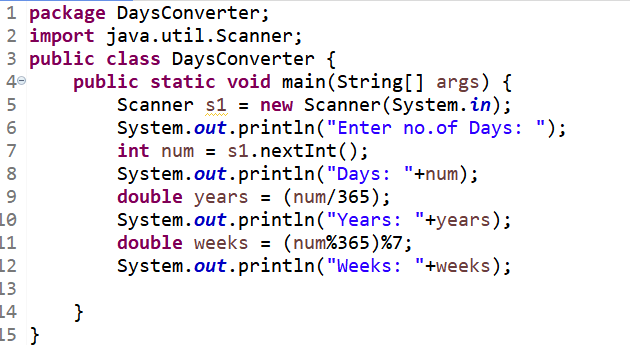 1 package DaysConverter;
2 import java.util.Scanner;
3 public class DaysConverter {
4 public static void main(String[] args) {
5 Scanner s1 = new Scanner(System.in);
6 System.out.println("Enter no.of Days: ");
7 int num = s1.nextInt();
8 System.out.println("Days: "+num);
9 double years = (num/365);
10 System.out.println("Years: "+years);
11 double weeks = (num%365)%7;
12 System.out.println("Weeks: "+weeks);
13
14 }
15 }